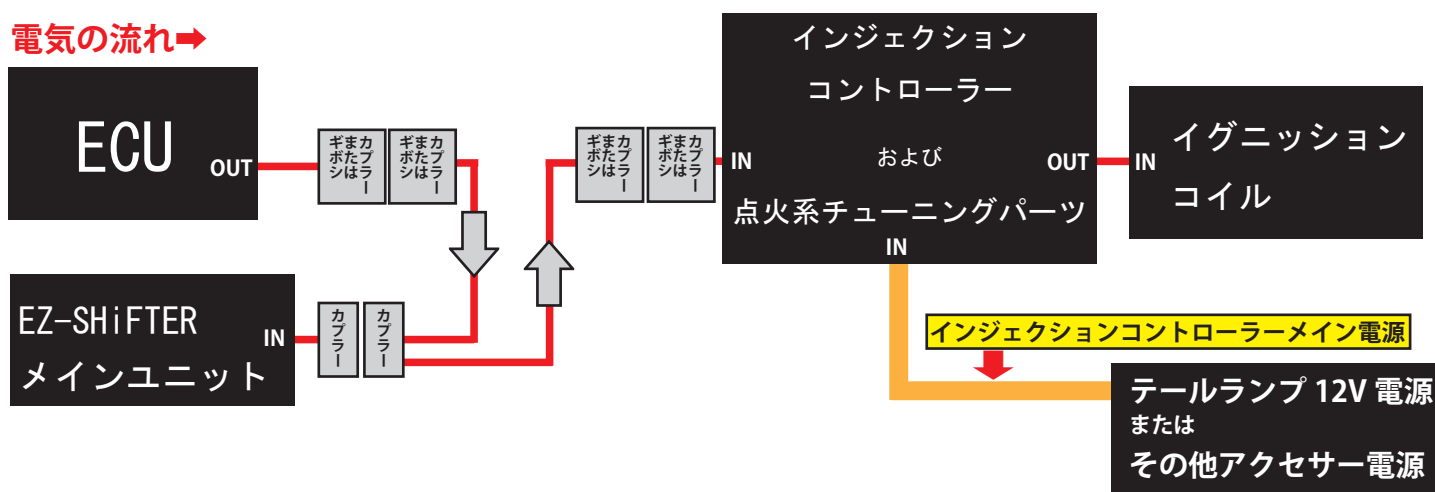 電気の流れ➡
ECU
OUT
カプラー
または
ギボシ
カプラー
または
ギボシ
EZ-SHiFTER
メインユニット
IN
カプラー
カプラー
カプラー
または
ギボシ
カプラー
または
ギボシ
インジェクション
コントローラー
および
点火系チューニングパーツ
IN
OUT
IN
IN
イグニッション
コイル
インジェクションコントローラーメイン電源
テールランプ 12V 電源
または
その他アクセサー電源